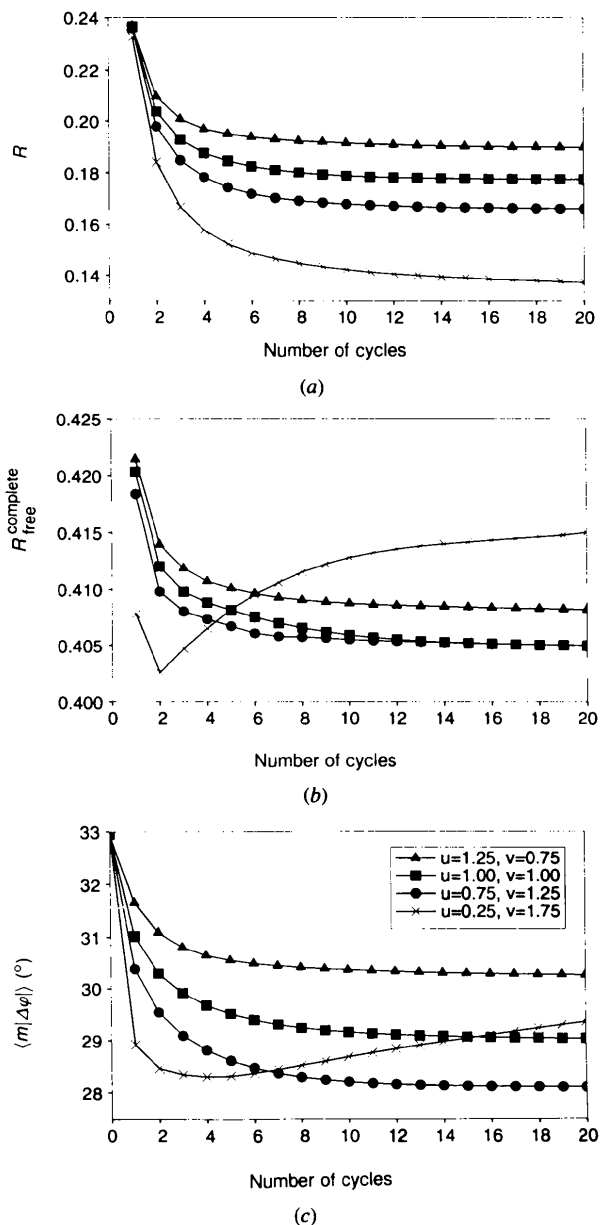 0.24
0.22
0.20
0.18
0.16
0.14
R
0 2 4 6 8 10 12 14 16 18 20
Number of cycles
(a)
0.425
0.420
0.415
0.410
0.405
0.400
R complete free
0 2 4 6 8 10 12 14 16 18 20
Number of cycles
(b)
33
32
31
30
29
28
⟨m|Δφ|⟩ (°)
u=1.25, v=0.75
u=1.00, v=1.00
u=0.75, v=1.25
u=0.25, v=1.75
0 2 4 6 8 10 12 14 16 18 20
Number of cycles
(c)